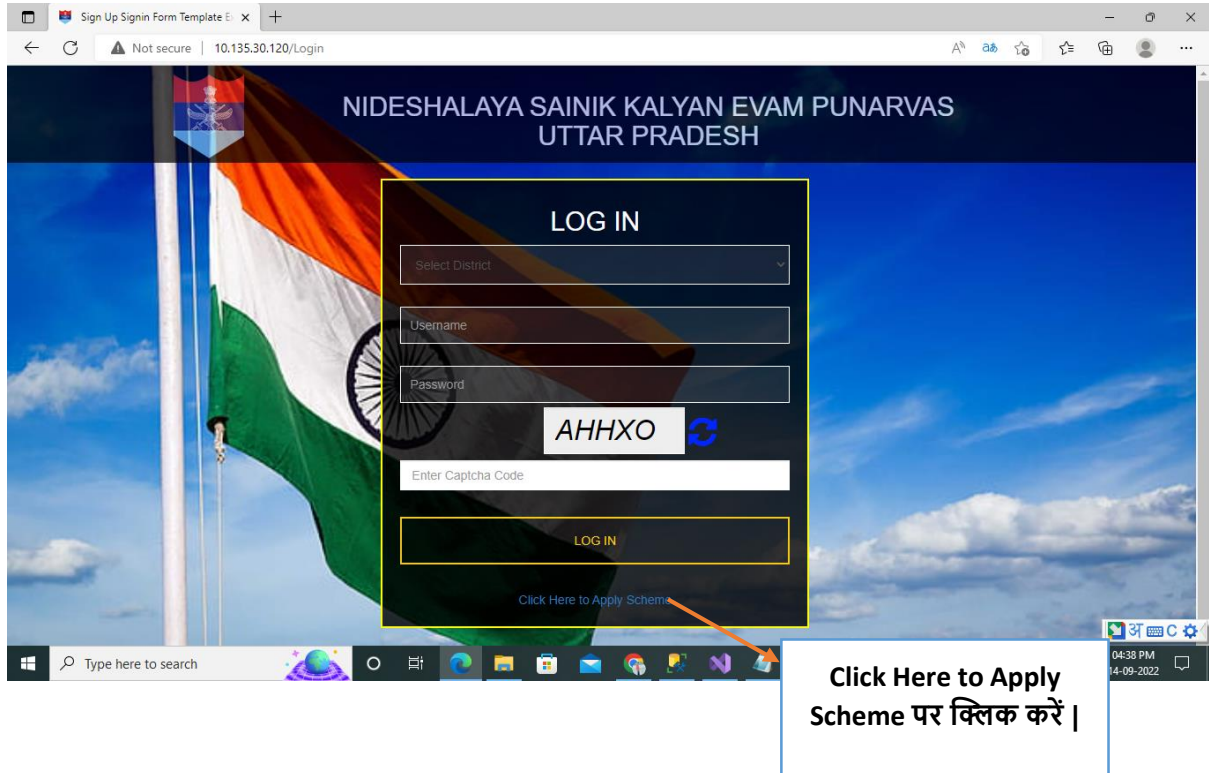 Sign Up Signin Form Template E
Not secure | 10.135.30.120/Login
NIDESHALAYA SAINIK KALYAN EVAM PUNARVAS
UTTAR PRADESH
LOG IN
Select District
Username
Password
AHHXO
Enter Captcha Code
LOG IN
Click Here to Apply Scheme
अ C
Type here to search
04:38 PM
14-09-2022
Click Here to Apply
Scheme पर क्लिक करें |